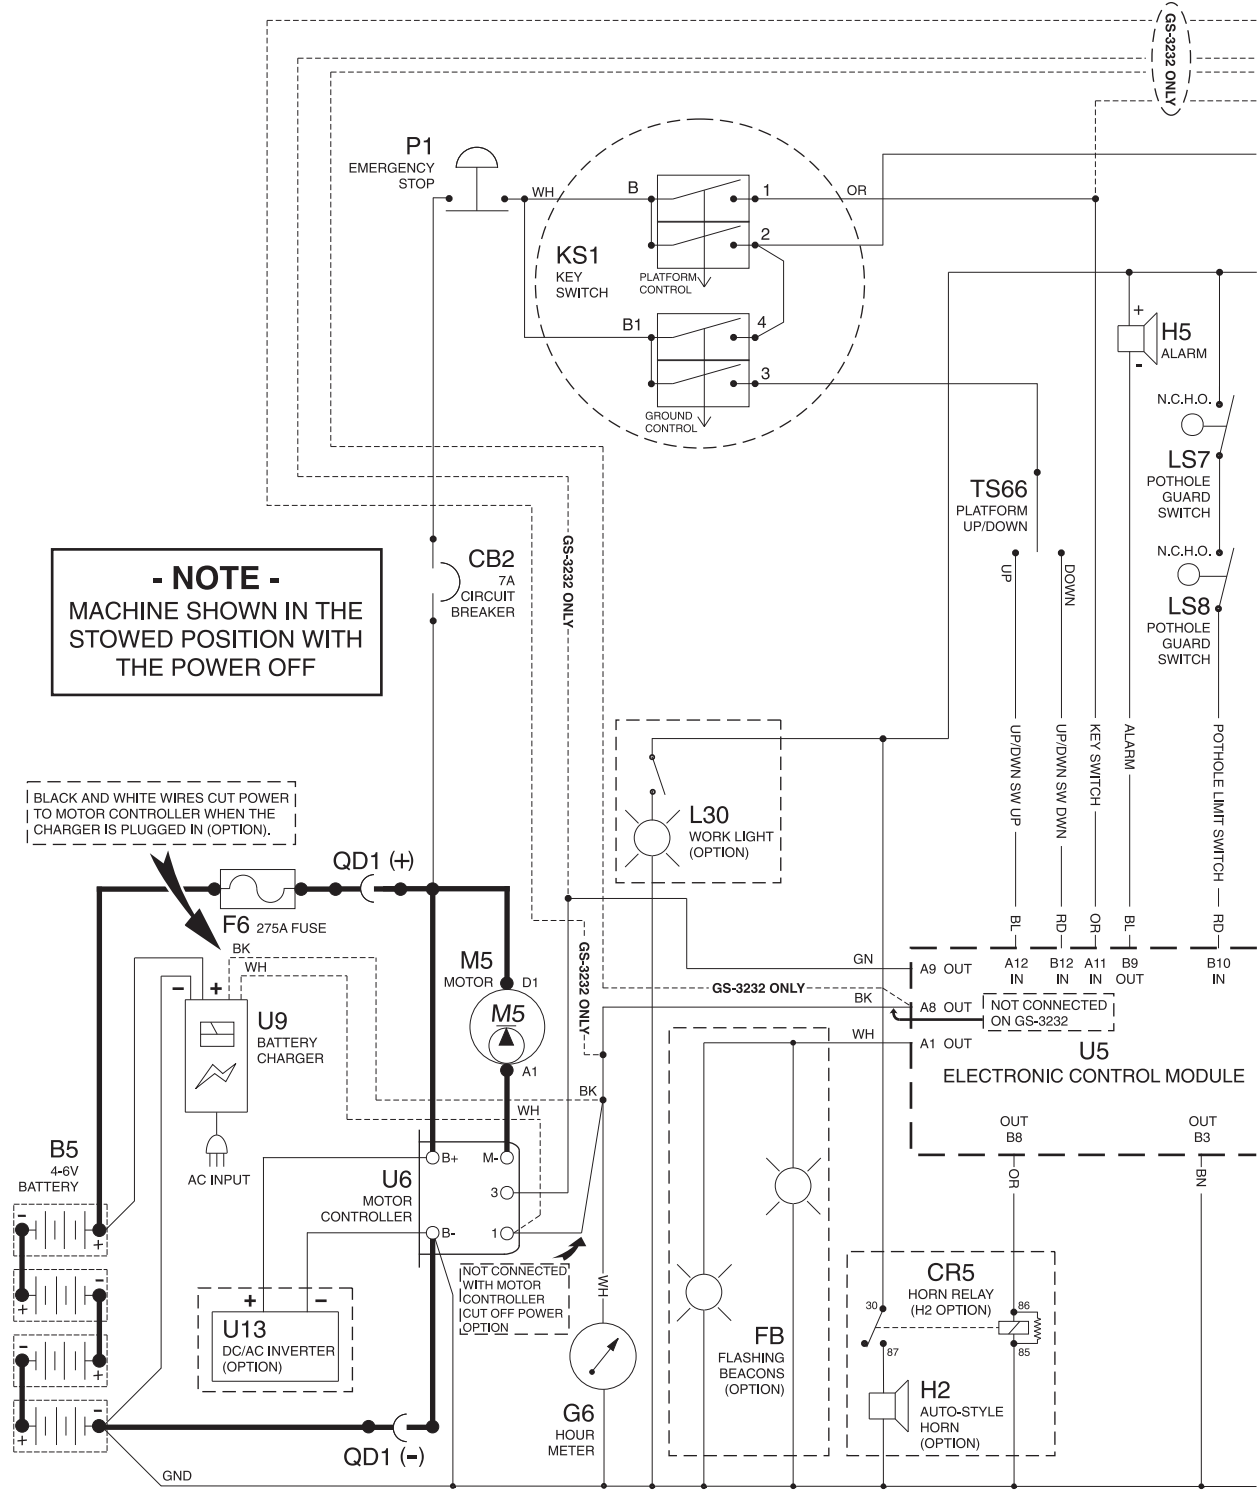 GS-3232 ONLY
P1
EMERGENCY
STOP
WH
B
1
OR
2
KS1
KEY
SWITCH
PLATFORM
CONTROL
B1
4
3
GROUND
CONTROL
+
H5
ALARM
-
N.C.H.O.
LS7
POTHOLE
GUARD
SWITCH
TS66
PLATFORM
UP/DOWN
UP
DOWN
N.C.H.O.
LS8
POTHOLE
GUARD
SWITCH
CB2
7A
CIRCUIT
BREAKER
GS-3232 ONLY
- NOTE -
MACHINE SHOWN IN THE
STOWED POSITION WITH
THE POWER OFF
UP/DWN SW UP
UP/DWN SW DWN
KEY SWITCH
ALARM
POTHOLE LIMIT SWITCH
BL
RD
OR
BL
RD
BLACK AND WHITE WIRES CUT POWER
TO MOTOR CONTROLLER WHEN THE
CHARGER IS PLUGGED IN (OPTION).
L30
WORK LIGHT
(OPTION)
QD1 (+)
F6 275A FUSE
BK
WH
- +
U9
BATTERY
CHARGER
AC INPUT
M5
MOTOR
D1
M5
A1
GS-3232 ONLY
GS-3232 ONLY
GN
BK
WH
A9 OUT
A8 OUT
A1 OUT
A12
IN
B12
IN
A11
IN
B9
OUT
B10
IN
NOT CONNECTED
ON GS-3232
U5
ELECTRONIC CONTROL MODULE
OUT
B8
OUT
B3
OR
BN
BK
WH
B5
4-6V
BATTERY
- +
+ -
- +
+ -
U6
MOTOR
CONTROLLER
B+
M-
3
B-
1
NOT CONNECTED
WITH MOTOR
CONTROLLER
CUT OFF POWER
OPTION
+ -
U13
DC/AC INVERTER
(OPTION)
QD1 (-)
GND
WH
G6
HOUR
METER
FB
FLASHING
BEACONS
(OPTION)
CR5
HORN RELAY
(H2 OPTION)
30
87
86
85
H2
AUTO-STYLE
HORN
(OPTION)